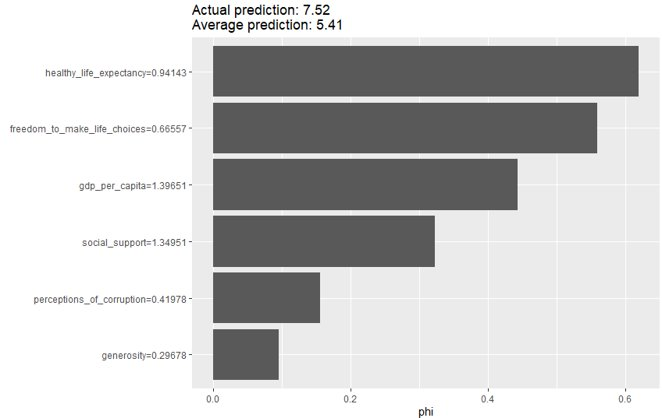 Actual prediction: 7.52
Average prediction: 5.41
healthy_life_expectancy=0.94143
freedom_to_make_life_choices=0.66557
gdp_per_capita=1.39651
social_support=1.34951
perceptions_of_corruption=0.41978
generosity=0.29678
0.0 0.2 0.4 0.6
phi